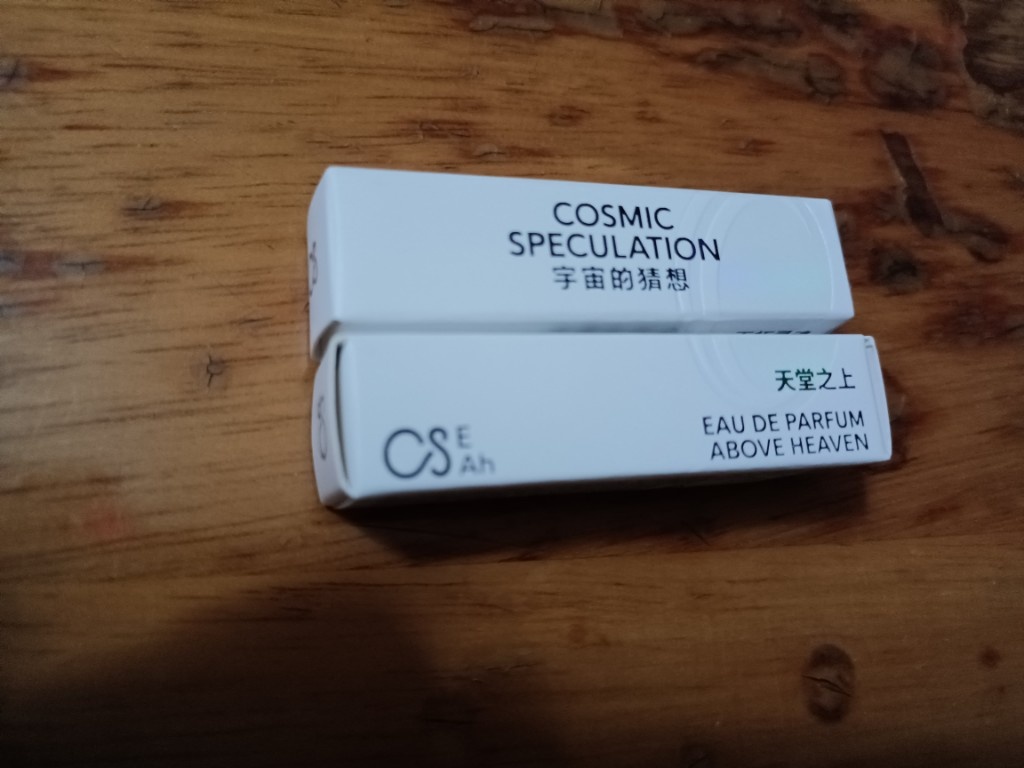 COSMIC
SPECULATION
宇宙的猜想
天堂之上
EAU DE PARFUM
ABOVE HEAVEN
CS E
Ah